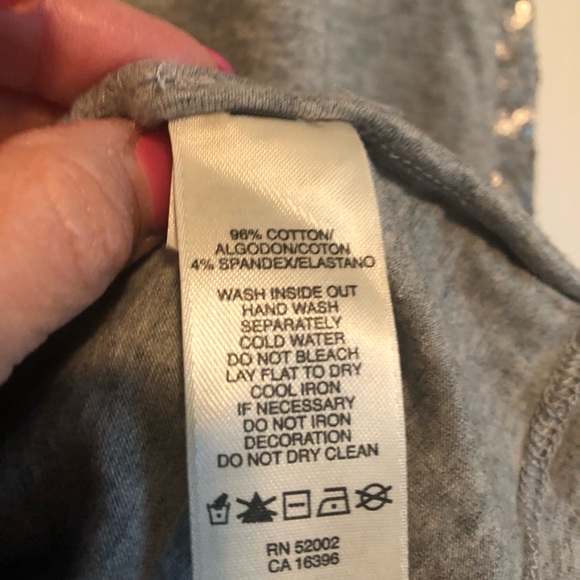 96% COTTON/
ALGODON/COTON
4% SPANDEX/ELASTANO
WASH INSIDE OUT
HAND WASH
SEPARATELY
COLD WATER
DO NOT BLEACH
LAY FLAT TO DRY
COOL IRON
IF NECESSARY
DO NOT IRON
DECORATION
DO NOT DRY CLEAN
RN 52002
CA 16396